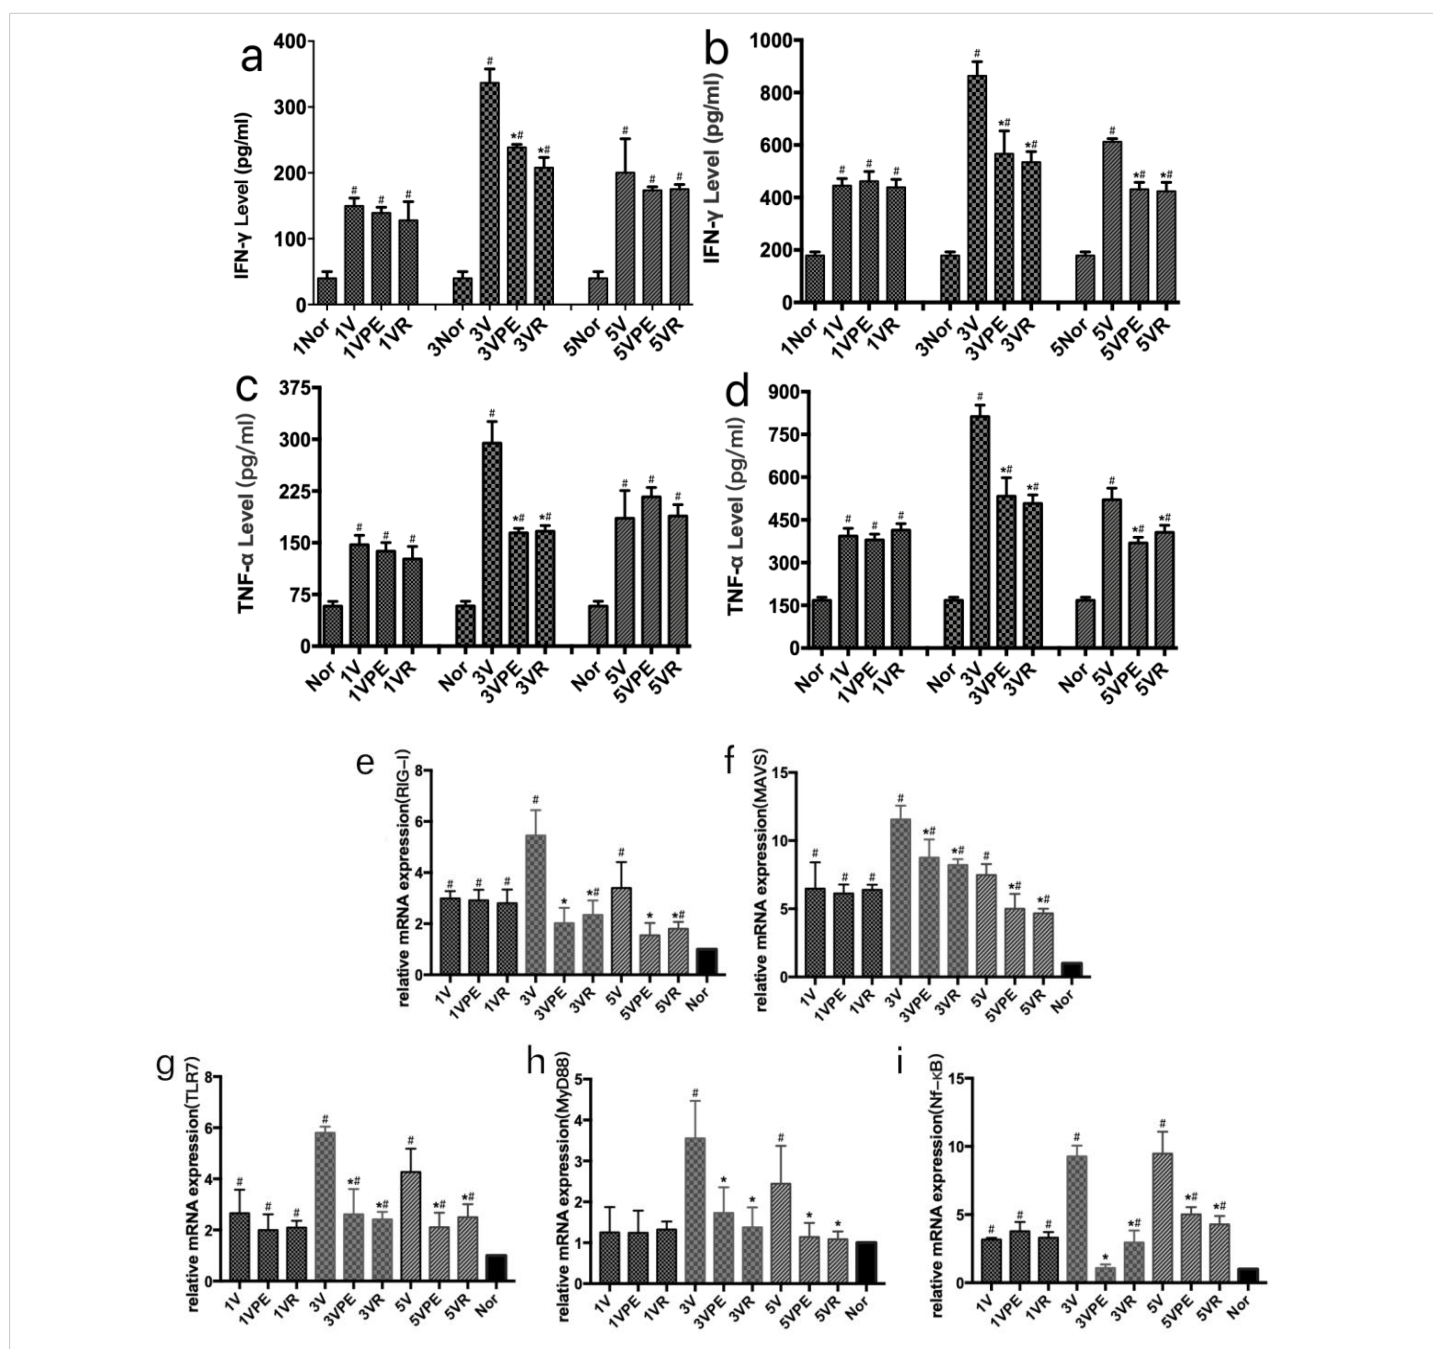 a
IFN-γ Level (pg/ml)
400
300
200
100
0
# # # # *# *# # # #
1Nor 1V 1VPE 1VR 3Nor 3V 3VPE 3VR 5Nor 5V 5VPE 5VR
b
IFN-γ Level (pg/ml)
1000
800
600
400
200
0
# # # # *# *# # *# *#
1Nor 1V 1VPE 1VR 3Nor 3V 3VPE 3VR 5Nor 5V 5VPE 5VR
c
TNF-α Level (pg/ml)
375
300
225
150
75
0
# # # # *# *# # # #
Nor 1V 1VPE 1VR Nor 3V 3VPE 3VR Nor 5V 5VPE 5VR
d
TNF-α Level (pg/ml)
900
750
600
450
300
150
0
# # # # *# *# # *# *#
Nor 1V 1VPE 1VR Nor 3V 3VPE 3VR Nor 5V 5VPE 5VR
e
relative mRNA expression(RIG–I)
8
6
4
2
0
# # # # * *# # * *#
1V 1VPE 1VR 3V 3VPE 3VR 5V 5VPE 5VR Nor
f
relative mRNA expression(MAVS)
15
10
5
0
# # # # *# *# # *# *#
1V 1VPE 1VR 3V 3VPE 3VR 5V 5VPE 5VR Nor
g
relative mRNA expression(TLR7)
8
6
4
2
0
# # # # *# *# # *# *#
1V 1VPE 1VR 3V 3VPE 3VR 5V 5VPE 5VR Nor
h
relative mRNA expression(MyD88)
5
4
3
2
1
0
# * * # * *
1V 1VPE 1VR 3V 3VPE 3VR 5V 5VPE 5VR Nor
i
relative mRNA expression(Nf–κB)
15
10
5
0
# # # # * *# # *# *#
1V 1VPE 1VR 3V 3VPE 3VR 5V 5VPE 5VR Nor